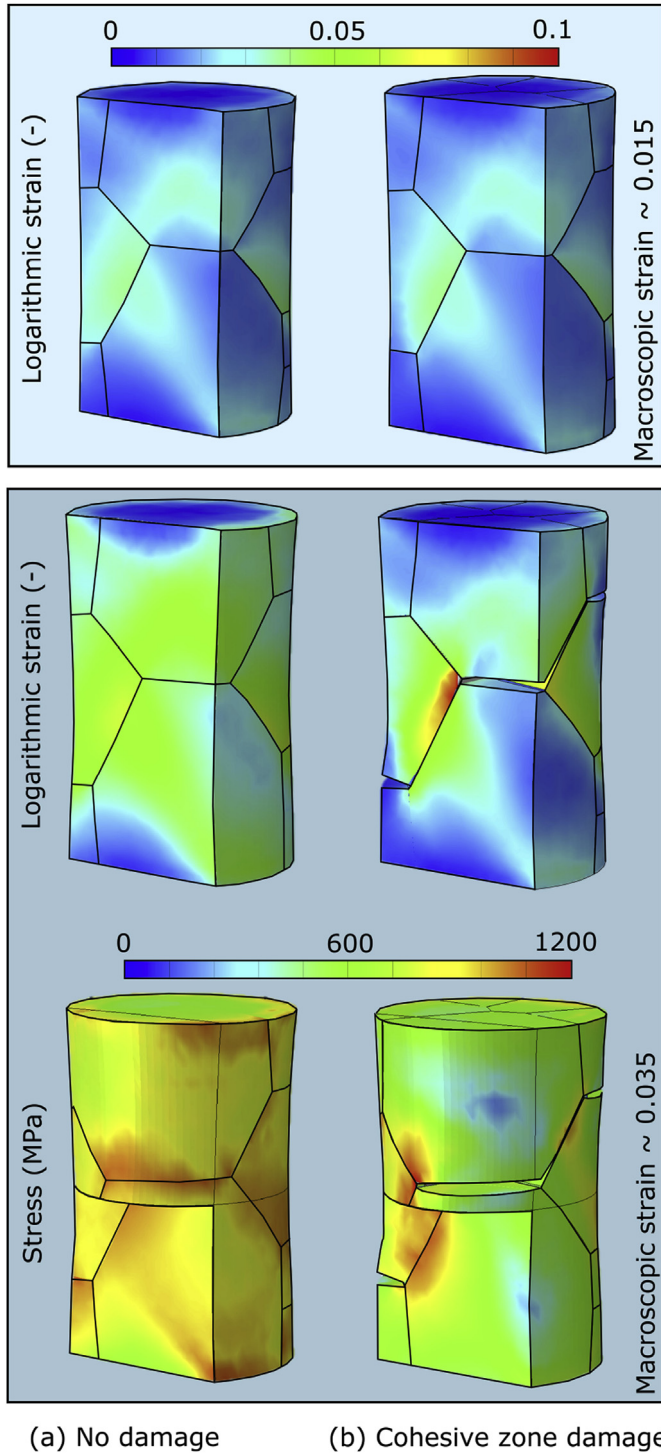 0 0.05 0.1
Logarithmic strain (-)
Macroscopic strain ~ 0.015
Logarithmic strain (-)
0 600 1200
Stress (MPa)
Macroscopic strain ~ 0.035
(a) No damage (b) Cohesive zone damage